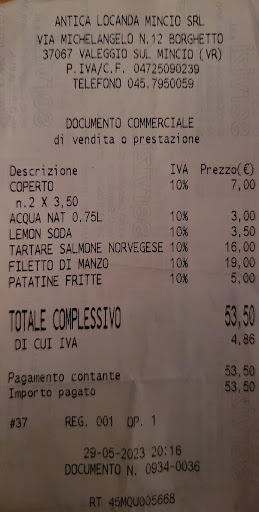 ANTICA LOCANDA MINCIO SRL
VIA MICHELANGELO N.12 BORGHETTO
37067 VALEGGIO SUL MINCIO (VR)
P.IVA/C.F. 04725090239
TELEFONO 045.7950059
DOCUMENTO COMMERCIALE
di vendita o prestazione
Descrizione IVA Prezzo(€)
COPERTO 10% 7,00
n.2 X 3,50
ACQUA NAT 0.75L 10% 3,00
LEMON SODA 10% 3,50
TARTARE SALMONE NORVEGESE 10% 16,00
FILETTO DI MANZO 10% 19,00
PATATINE FRITTE 10% 5,00
TOTALE COMPLESSIVO 53,50
DI CUI IVA 4,86
Pagamento contante 53,50
Importo pagato 53,50
#37 REG. 001 OP. 1
29-05-2023 20:16
DOCUMENTO N. 0934-0036
RT 45MQU005668